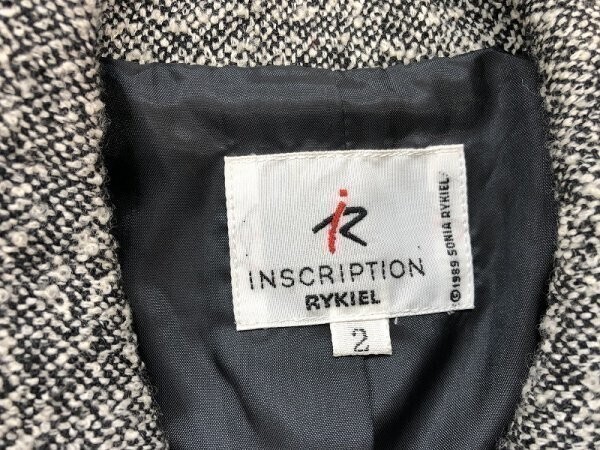 iR
INSCRIPTION
RYKIEL
©1989 SONIA RYKIEL
2